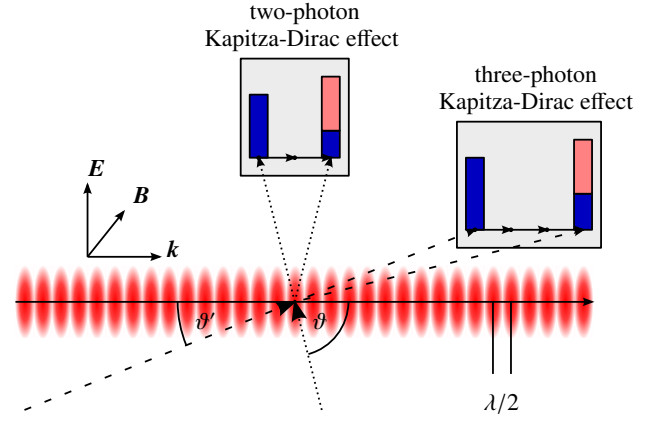 two-photon
Kapitza-Dirac effect
three-photon
Kapitza-Dirac effect
E
B
k
ϑ′
ϑ
λ/2